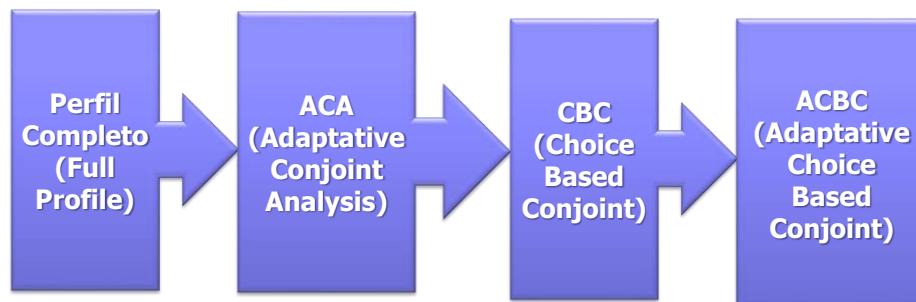 Perfil
Completo
(Full
Profile)
ACA
(Adaptative
Conjoint
Analysis)
CBC
(Choice
Based
Conjoint)
ACBC
(Adaptative
Choice
Based
Conjoint)